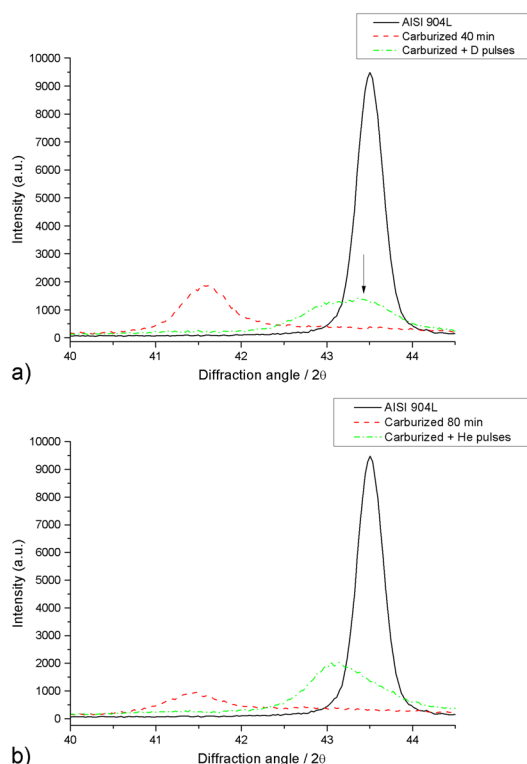 AISI 904L
Carburized 40 min
Carburized + D pulses
10000
9000
8000
7000
6000
5000
4000
3000
2000
1000
0
Intensity (a.u.)
40 41 42 43 44
Diffraction angle / 2θ
a)
AISI 904L
Carburized 80 min
Carburized + He pulses
10000
9000
8000
7000
6000
5000
4000
3000
2000
1000
0
Intensity (a.u.)
40 41 42 43 44
Diffraction angle / 2θ
b)